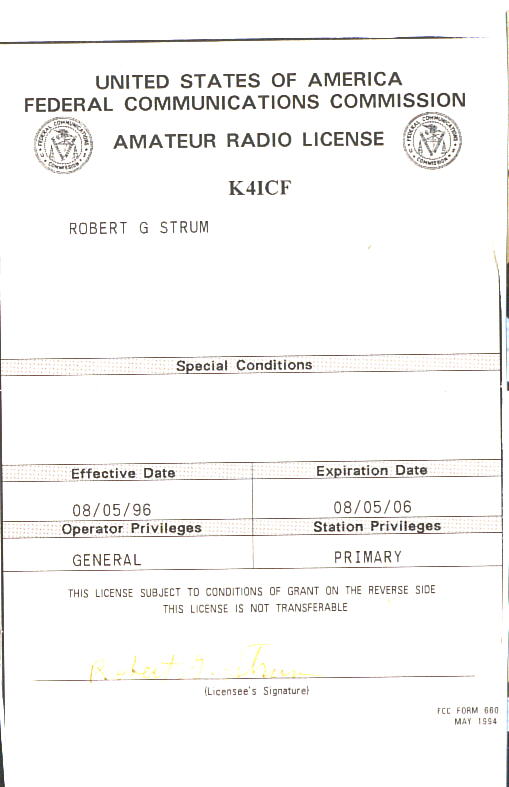 UNITED STATES OF AMERICA
FEDERAL COMMUNICATIONS COMMISSION
AMATEUR RADIO LICENSE
K4ICF
ROBERT G STRUM
Special Conditions
Effective Date Expiration Date
08/05/96 08/05/06
Operator Privileges Station Privileges
GENERAL PRIMARY
THIS LICENSE SUBJECT TO CONDITIONS OF GRANT ON THE REVERSE SIDE
THIS LICENSE IS NOT TRANSFERABLE
Robert G. Strum
(Licensee's Signature)
FCC FORM 660
MAY 1994